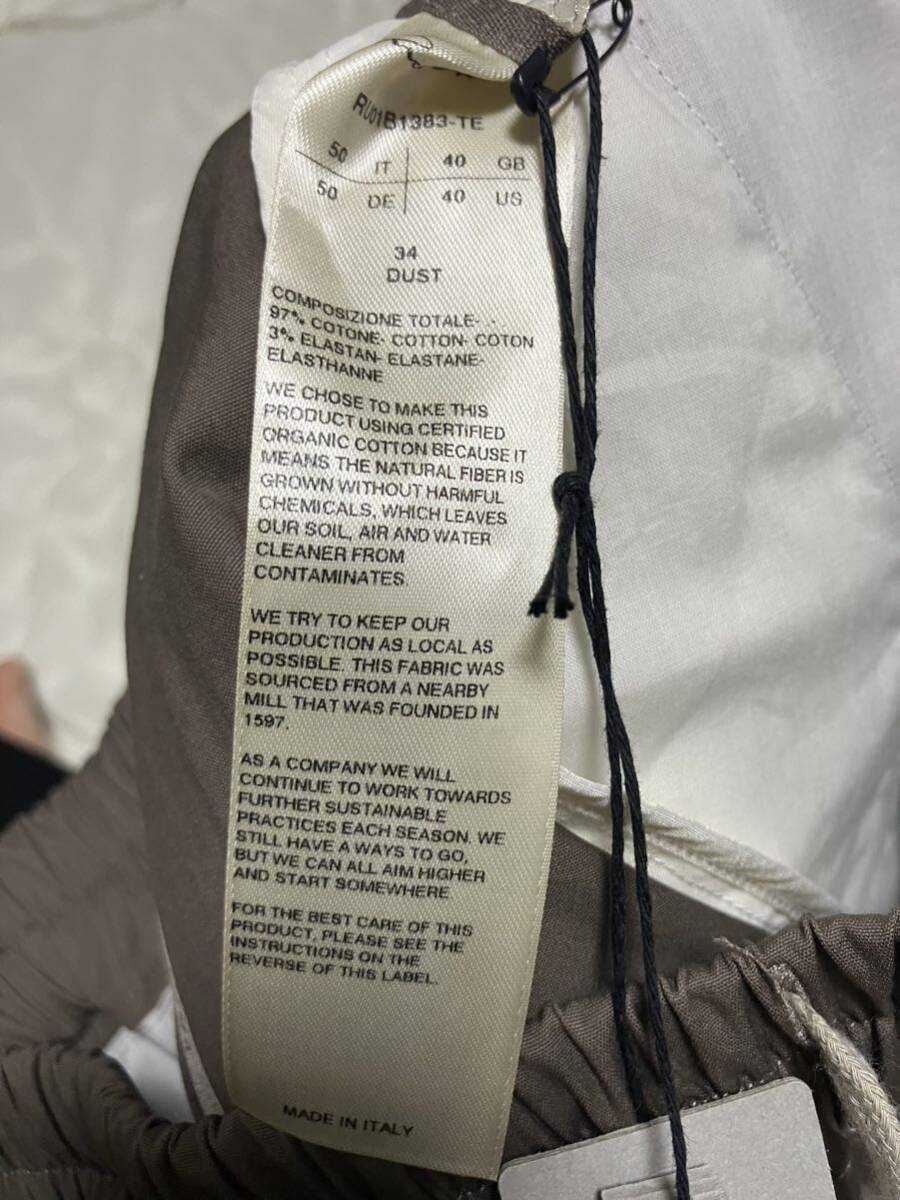 RU01B1383-TE
50 IT 40 GB
50 DE 40 US
34
DUST
COMPOSIZIONE TOTALE- -
97% COTONE- COTTON- COTON
3% ELASTAN- ELASTANE-
ELASTHANNE
WE CHOSE TO MAKE THIS
PRODUCT USING CERTIFIED
ORGANIC COTTON BECAUSE IT
MEANS THE NATURAL FIBER IS
GROWN WITHOUT HARMFUL
CHEMICALS, WHICH LEAVES
OUR SOIL, AIR AND WATER
CLEANER FROM
CONTAMINATES.
WE TRY TO KEEP OUR
PRODUCTION AS LOCAL AS
POSSIBLE. THIS FABRIC WAS
SOURCED FROM A NEARBY
MILL THAT WAS FOUNDED IN
1597.
AS A COMPANY WE WILL
CONTINUE TO WORK TOWARDS
FURTHER SUSTAINABLE
PRACTICES EACH SEASON. WE
STILL HAVE A WAYS TO GO,
BUT WE CAN ALL AIM HIGHER
AND START SOMEWHERE
FOR THE BEST CARE OF THIS
PRODUCT, PLEASE SEE THE
INSTRUCTIONS ON THE
REVERSE OF THIS LABEL.
MADE IN ITALY